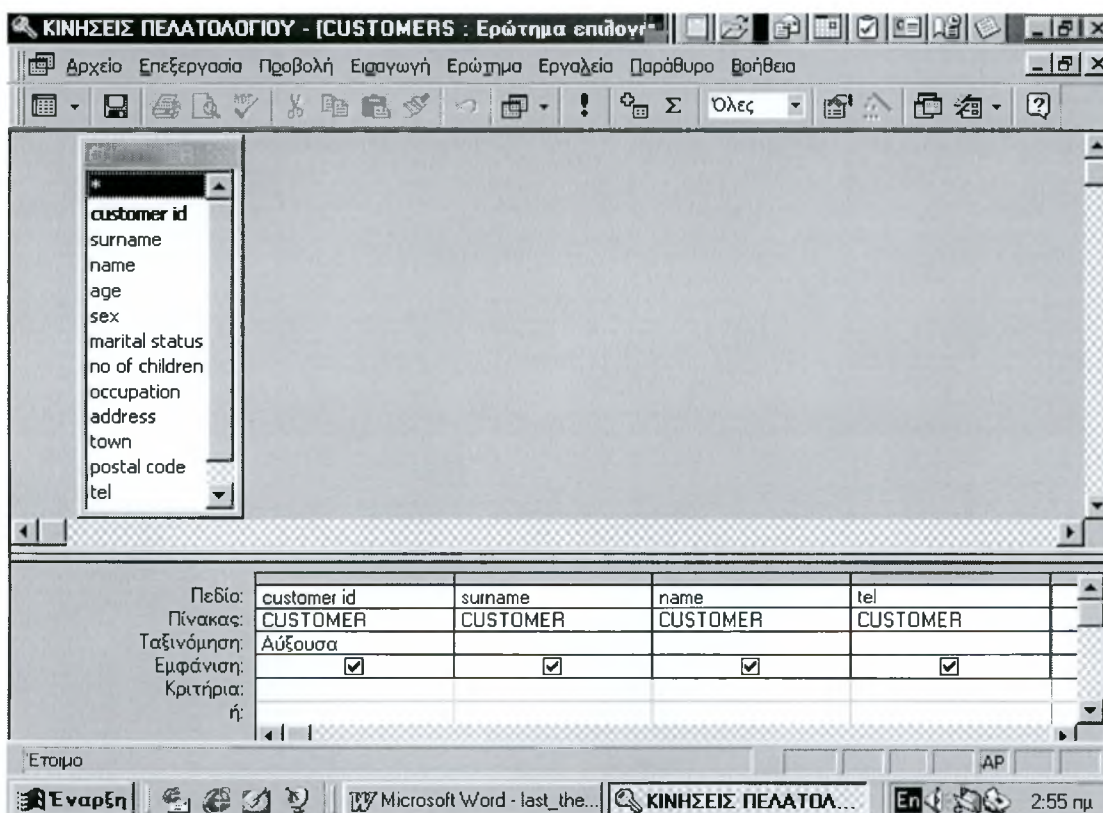 ΚΙΝΗΣΕΙΣ ΠΕΛΑΤΟΛΟΓΙΟΥ - [CUSTOMERS : Ερώτημα επιλογή
Αρχείο Επεξεργασία Προβολή Εισαγωγή Ερώτημα Εργαλεία Παράθυρο Βοήθεια
Όλες
*
customer id
surname
name
age
sex
marital status
no of children
occupation
address
town
postal code
tel
Πεδίο: customer id surname name tel
Πίνακας: CUSTOMER CUSTOMER CUSTOMER CUSTOMER
Ταξινόμηση: Αύξουσα
Εμφάνιση:
Κριτήρια:
ή:
Έτοιμο AP
Έναρξη Microsoft Word - last_the... ΚΙΝΗΣΕΙΣ ΠΕΛΑΤΟΛ... En 2:55 πμ